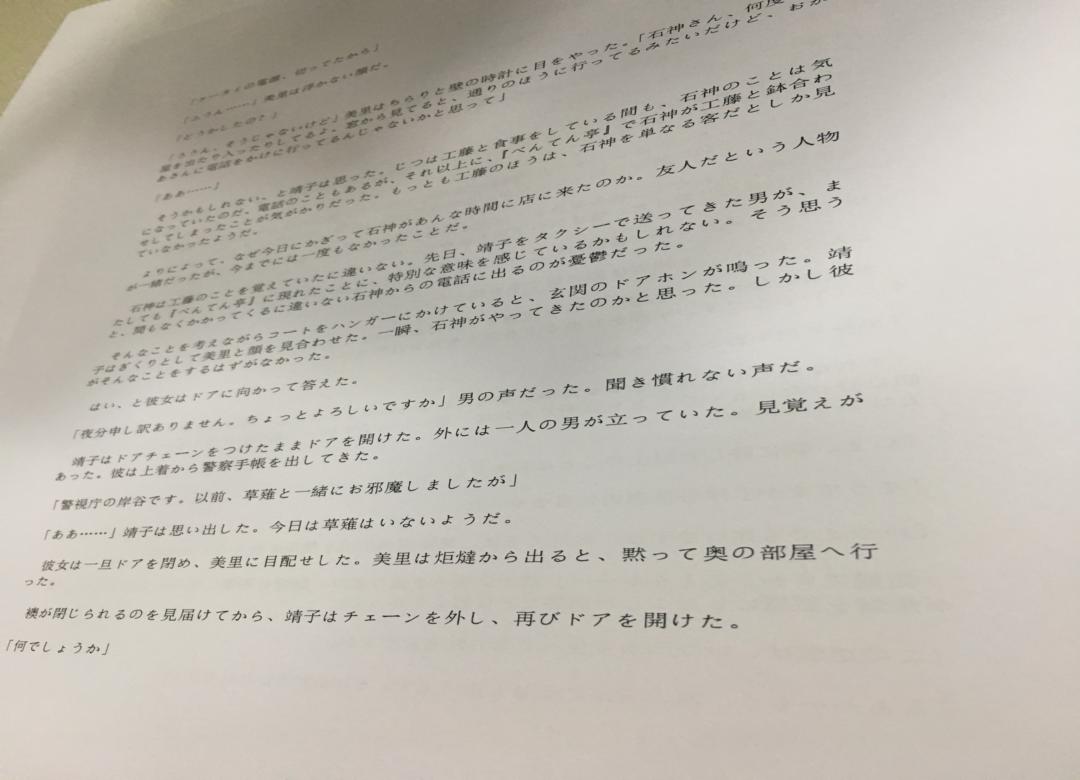 「ケータイの電源、切ってたから」
「ふうん……」美里は浮かない顔だ。
「どうかしたの？」
「ううん、そうじゃないけど」美里はちらりと壁の時計に目をやった。「石神さん、何度
屋を出たり入ったりしてるよ。窓から見てると、通りのほうに行ってるみたいだけど、おか
あさんに電話をかけに行ってるんじゃないかと思って」
「ああ……」
そうかもしれない、と靖子は思った。じつは工藤と食事をしている間も、石神のことは気
になっていたのだ。電話のこともあるが、それ以上に、『べんてん亭』で石神が工藤と鉢合わ
せしてしまったことが気がかりだった。もっとも工藤のほうは、石神を単なる客だとしか見
ていなかったようだ。
よりによって、なぜ今日にかぎって石神があんな時間に店に来たのか。友人だという人物
が一緒だったが、今までには一度もなかったことだ。
石神は工藤のことを覚えていたに違いない。先日、靖子をタクシーで送ってきた男が、ま
たしても『べんてん亭』に現れたことに、特別な意味を感じているかもしれない。そう思う
と、間もなくかかってくるに違いない石神からの電話に出るのが憂鬱だった。
そんなことを考えながらコートをハンガーにかけていると、玄関のドアホンが鳴った。靖
子はぎくりとして美里と顔を見合わせた。一瞬、石神がやってきたのかと思った。しかし彼
がそんなことをするはずがなかった。
はい、と彼女はドアに向かって答えた。
「夜分申し訳ありません。ちょっとよろしいですか」男の声だった。聞き慣れない声だ。
靖子はドアチェーンをつけたままドアを開けた。外には一人の男が立っていた。見覚えが
あった。彼は上着から警察手帳を出してきた。
「警視庁の岸谷です。以前、草薙と一緒にお邪魔しましたが」
「ああ……」靖子は思い出した。今日は草薙はいないようだ。
彼女は一旦ドアを閉め、美里に目配せした。美里は炬燵から出ると、黙って奥の部屋へ行
った。
襖が閉じられるのを見届けてから、靖子はチェーンを外し、再びドアを開けた。
「何でしょうか」